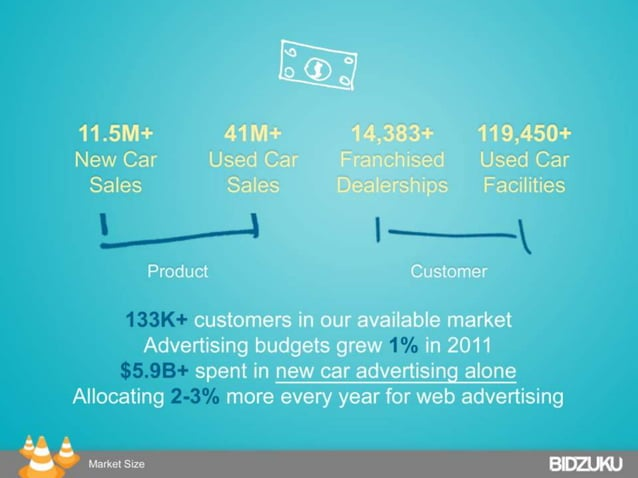 11.5M+ 41M+ 14,383+ 119,450+
New Car Used Car Franchised Used Car
Sales Sales Dealerships Facilities
Product Customer
133K+ customers in our available market
Advertising budgets grew 1% in 2011
$5.9B+ spent in new car advertising alone
Allocating 2-3% more every year for web advertising
Market Size BIDZUKU